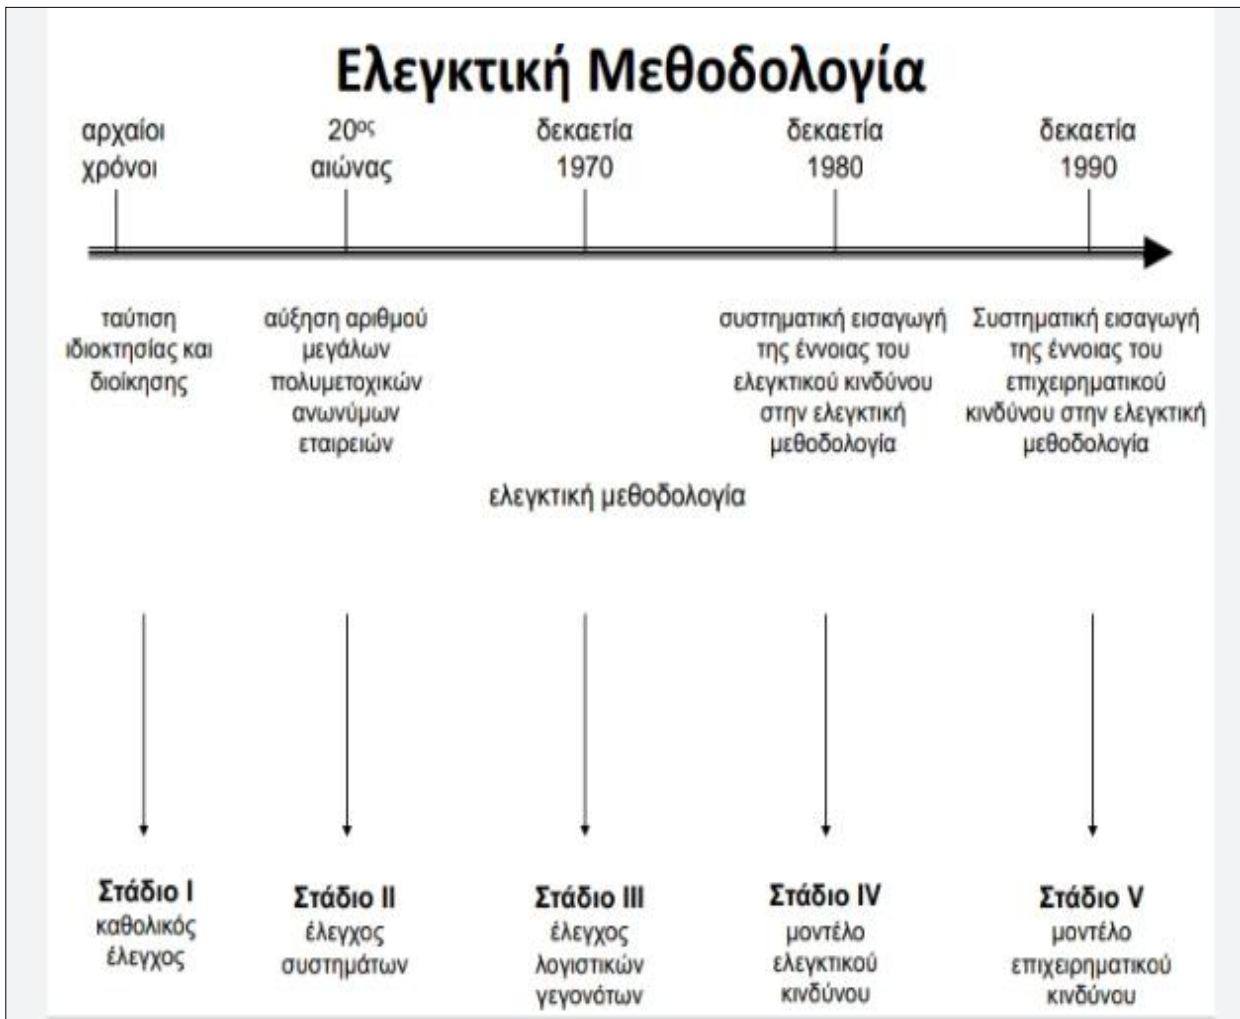 Ελεγκτική Μεθοδολογία
αρχαίοι
χρόνοι
20ος
αιώνας
δεκαετία
1970
δεκαετία
1980
δεκαετία
1990
ταύτιση
ιδιοκτησίας και
διοίκησης
αύξηση αριθμού
μεγάλων
πολυμετοχικών
ανωνύμων
εταιρειών
συστηματική εισαγωγή
της έννοιας του
ελεγκτικού κινδύνου
στην ελεγκτική
μεθοδολογία
Συστηματική εισαγωγή
της έννοιας του
επιχειρηματικού
κινδύνου στην ελεγκτική
μεθοδολογία
ελεγκτική μεθοδολογία
Στάδιο I
καθολικός
έλεγχος
Στάδιο II
έλεγχος
συστημάτων
Στάδιο III
έλεγχος
λογιστικών
γεγονότων
Στάδιο IV
μοντέλο
ελεγκτικού
κινδύνου
Στάδιο V
μοντέλο
επιχειρηματικού
κινδύνου